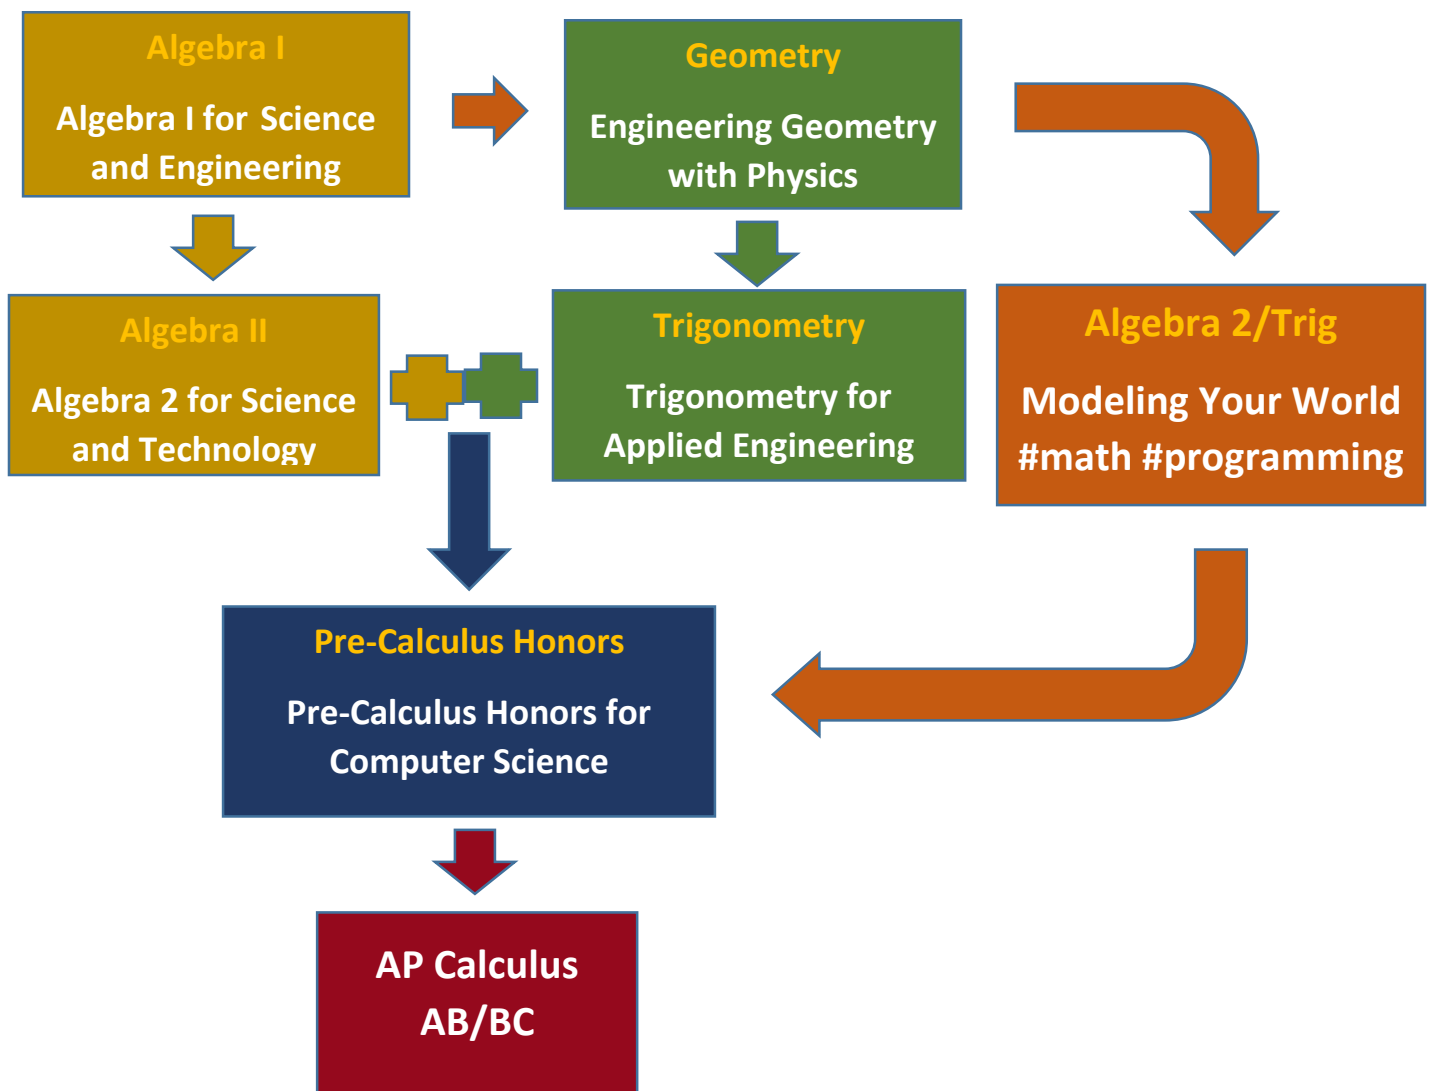 Algebra I
Algebra I for Science
and Engineering
Geometry
Engineering Geometry
with Physics
Algebra II
Algebra 2 for Science
and Technology
Trigonometry
Trigonometry for
Applied Engineering
Algebra 2/Trig
Modeling Your World
#math #programming
Pre-Calculus Honors
Pre-Calculus Honors for
Computer Science
AP Calculus
AB/BC